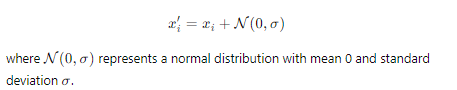 x′ᵢ = xᵢ + 𝒩(0, σ)
where 𝒩(0, σ) represents a normal distribution with mean 0 and standard
deviation σ.